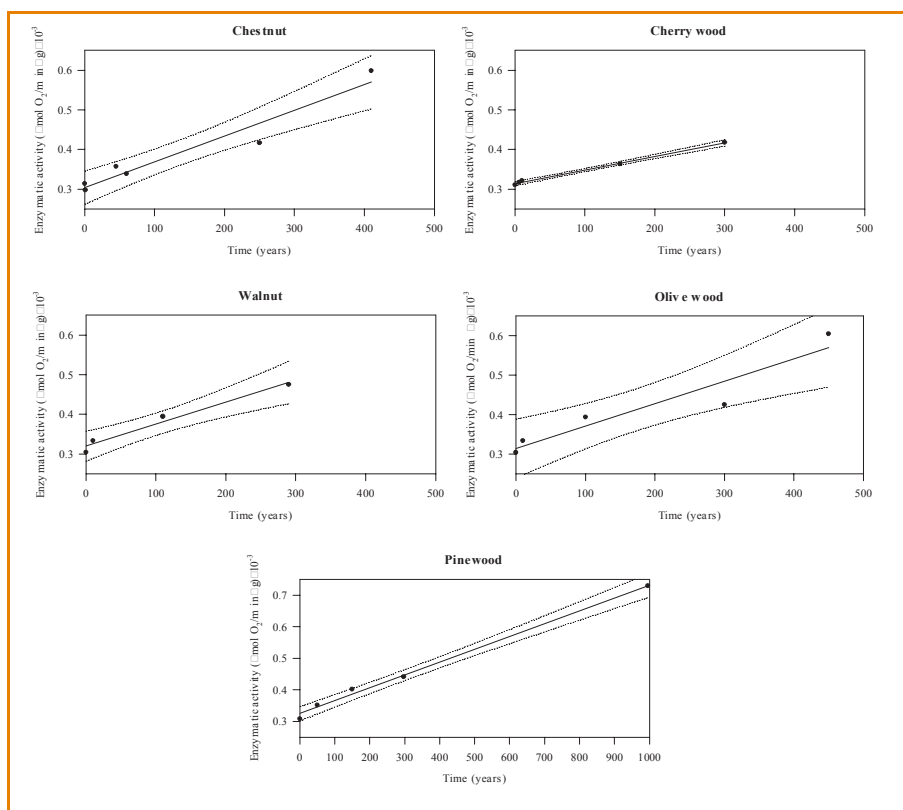 Chestnut
Enzymatic activity (□mol O2/m in□g)□10-3
0.6
0.5
0.4
0.3
0 100 200 300 400 500
Time (years)
Cherry wood
Enzymatic activity (□mol O2/m in□g)□10-3
0.6
0.5
0.4
0.3
0 100 200 300 400 500
Time (years)
Walnut
Enzymatic activity (□mol O2/m in□g)□10-3
0.6
0.5
0.4
0.3
0 100 200 300 400 500
Time (years)
Olive wood
Enzymatic activity (□mol O2/min □g)□10-3
0.6
0.5
0.4
0.3
0 100 200 300 400 500
Time (years)
Pinewood
Enzymatic activity (□mol O2/m in□g)□10-3
0.7
0.6
0.5
0.4
0.3
0 100 200 300 400 500 600 700 800 900 1000
Time (years)